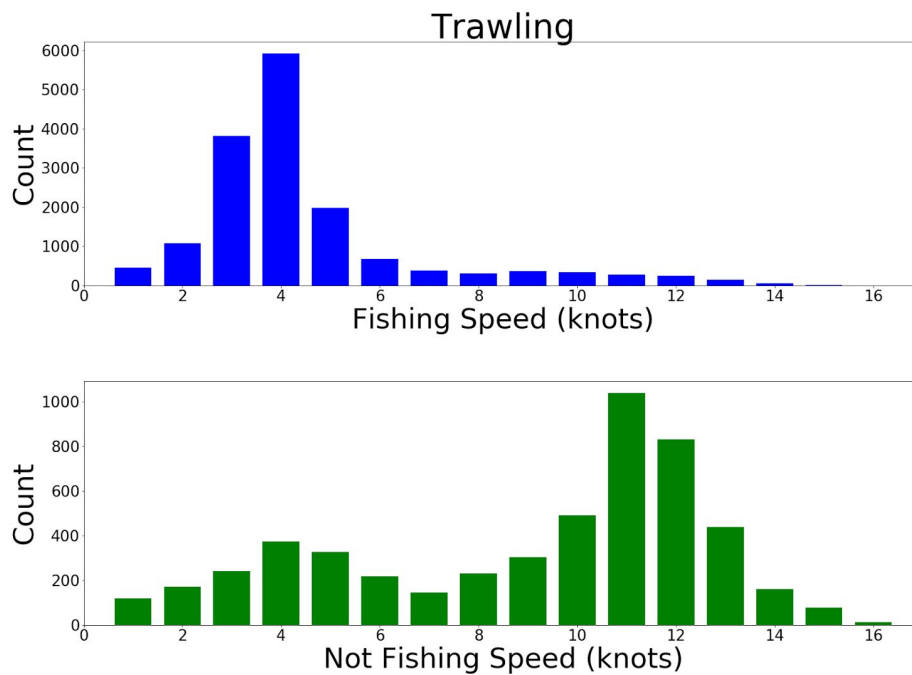 Trawling
6000
5000
4000
3000
2000
1000
0
Count
0 2 4 6 8 10 12 14 16
Fishing Speed (knots)
1000
800
600
400
200
0
Count
0 2 4 6 8 10 12 14 16
Not Fishing Speed (knots)